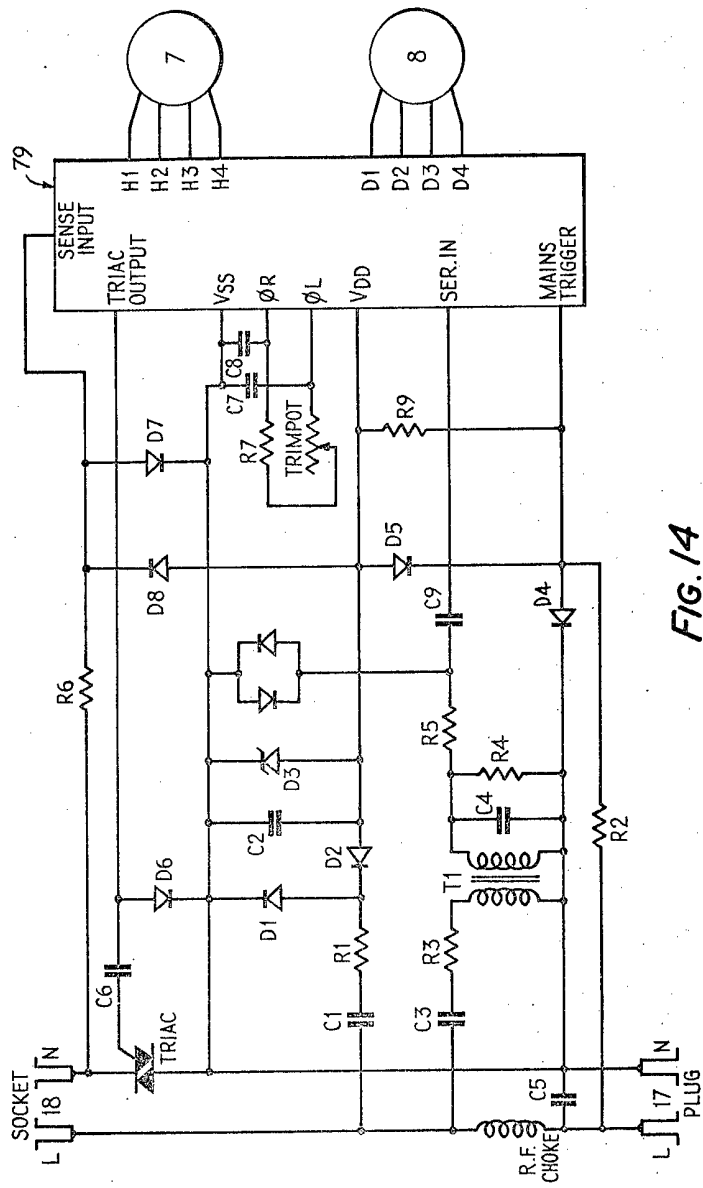 79
SENSE
INPUT
TRIAC
OUTPUT
VSS
ØR
ØL
VDD
SER.IN
MAINS
TRIGGER
H1
H2
H3
H4
7
D1
D2
D3
D4
8
R6
D7
D8
C8
C7
R7
TRIMPOT
R9
D5
C9
D4
D3
C2
D2
R5
R4
C4
T1
R2
D6
D1
R1
R3
C6
TRIAC
C1
C3
SOCKET
L 18 N
R.F.
CHOKE
C5
L 17 N
PLUG
FIG. 14